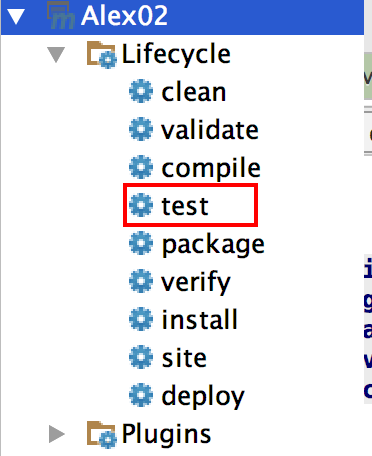 Alex02
Lifecycle
clean
validate
compile
test
package
verify
install
site
deploy
Plugins